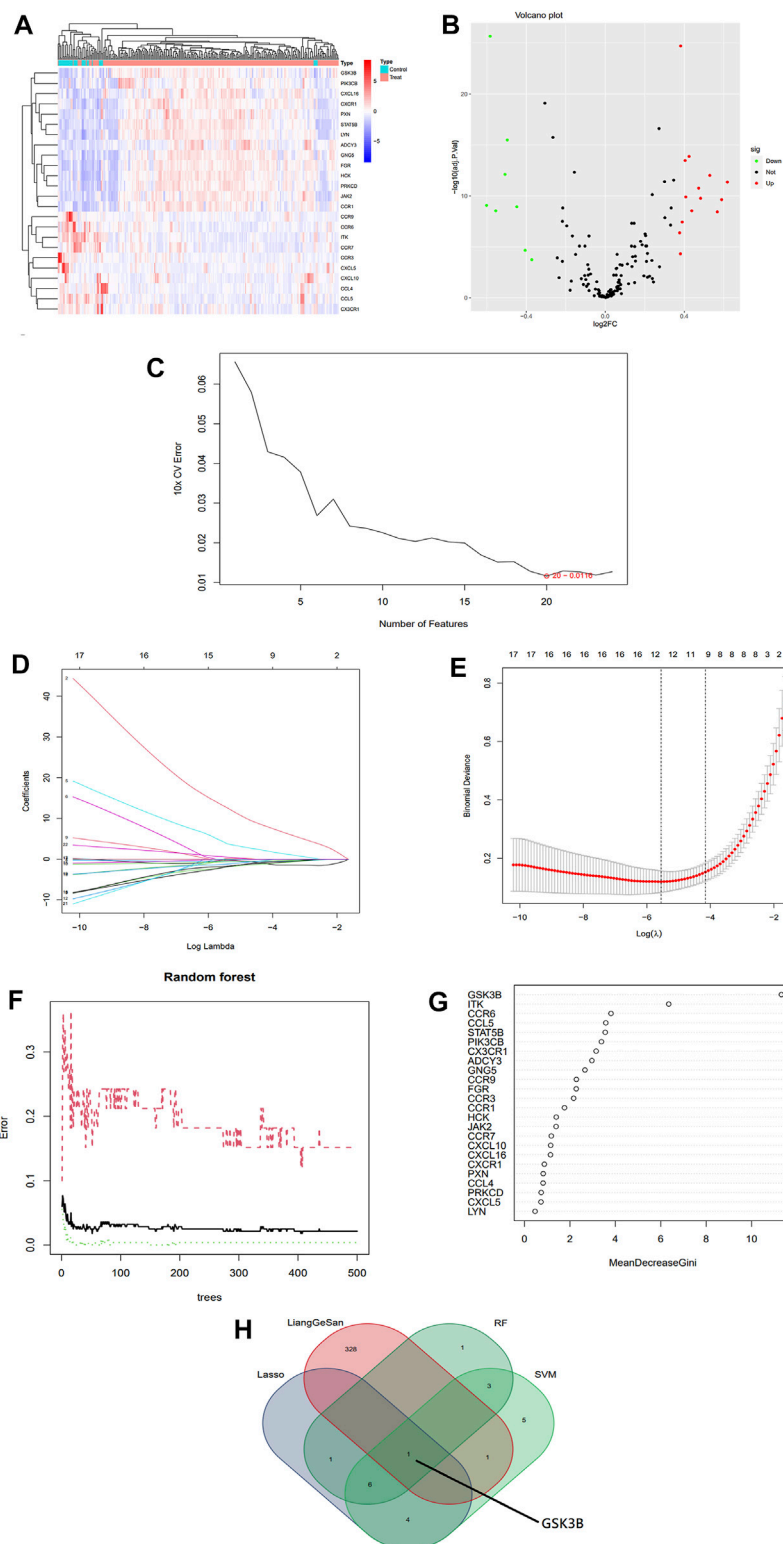 A
Type
GSK3B
PIK3CB
CXCL16
CXCR1
PXN
STAT5B
LYN
ADCY3
GNG5
FGR
HCK
PRKCD
JAK2
CCR1
CCR9
CCR6
ITK
CCR7
CCR3
CXCL5
CXCL10
CCL4
CCL5
CX3CR1
5
0
−5
Type
Control
Treat
B
Volcano plot
−log10(adj.P.Val)
20
10
0
−0.4 0.0 0.4
log2FC
sig
Down
Not
Up
C
10x CV Error
0.06
0.05
0.04
0.03
0.02
0.01
20 − 0.0116
5 10 15 20
Number of Features
D
17 16 15 9 2
Coefficients
40
30
20
10
0
−10
2
5
6
9
22
12
21
−10 −8 −6 −4 −2
Log Lambda
E
17 17 16 16 16 16 16 16 12 12 11 9 8 8 8 3 2
Binomial Deviance
0.8
0.6
0.4
0.2
−10 −8 −6 −4 −2
Log(λ)
F
Random forest
Error
0.3
0.2
0.1
0.0
0 100 200 300 400 500
trees
G
GSK3B
ITK
CCR6
CCL5
STAT5B
PIK3CB
CX3CR1
ADCY3
GNG5
CCR9
FGR
CCR3
CCR1
HCK
JAK2
CCR7
CXCL10
CXCL16
CXCR1
PXN
CCL4
PRKCD
CXCL5
LYN
0 2 4 6 8 10
MeanDecreaseGini
H
LiangGeSan
RF
Lasso
SVM
328
1
3
5
1
1
1
6
4
GSK3B